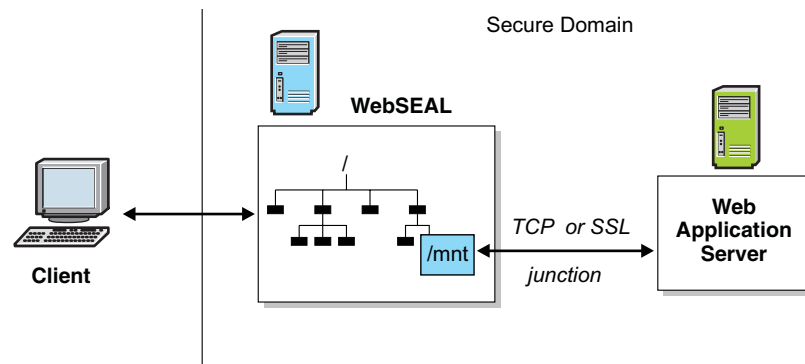 Secure Domain
WebSEAL
/
/mnt
TCP or SSL
junction
Web
Application
Server
Client